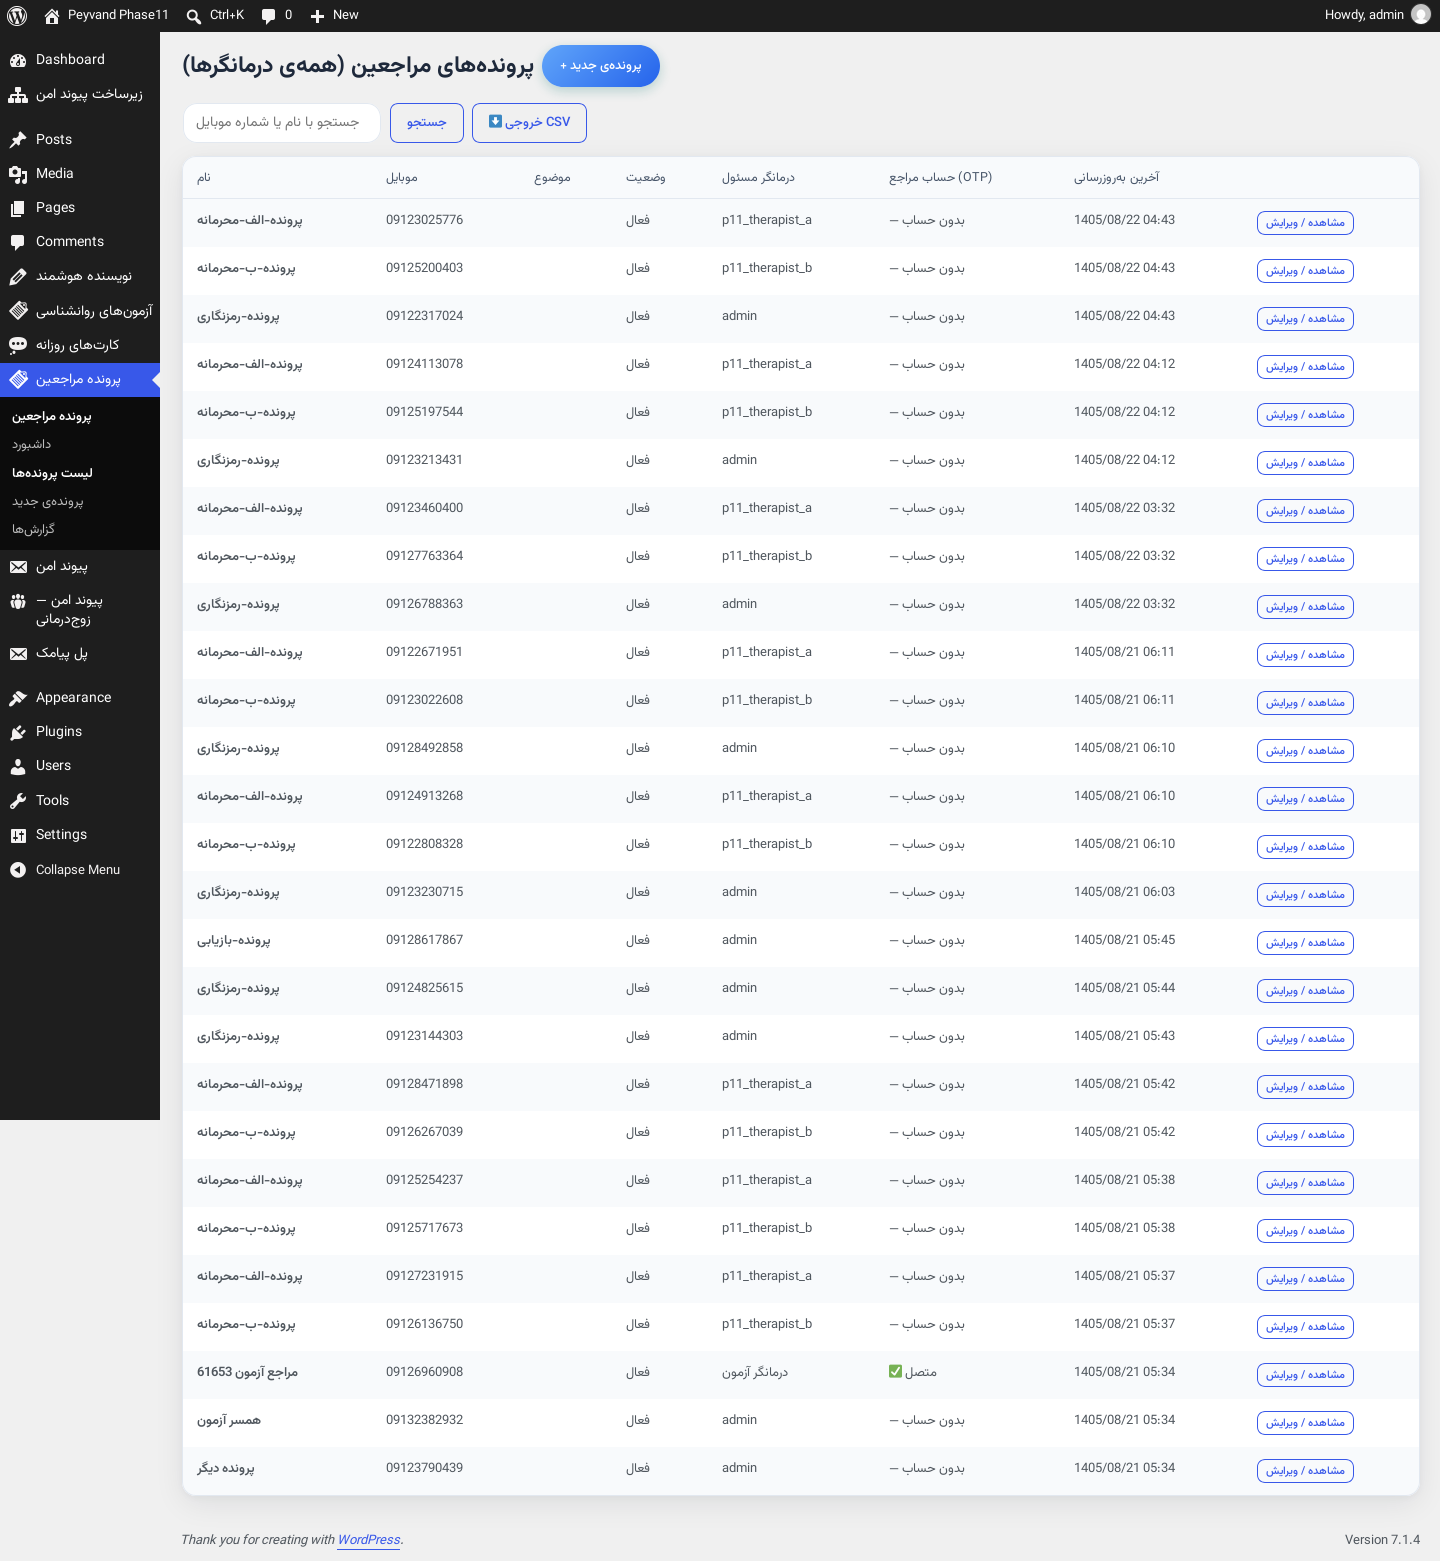 Peyvand Phase11
Ctrl+K
0
New
Howdy, admin
Dashboard
زیرساخت پیوند امن
Posts
Media
Pages
Comments
نویسنده هوشمند
آزمون‌های روانشناسی
کارت‌های روزانه
پرونده مراجعین
پرونده مراجعین
داشبورد
لیست پرونده‌ها
پرونده‌ی جدید
گزارش‌ها
پیوند امن
پیوند امن —
زوج‌درمانی
پل پیامک
Appearance
Plugins
Users
Tools
Settings
Collapse Menu
پرونده‌های مراجعین (همه‌ی درمانگرها)
+ پرونده‌ی جدید
جستجو با نام یا شماره موبایل
جستجو
⬇ خروجی CSV
نام موبایل موضوع وضعیت درمانگر مسئول حساب مراجع (OTP) آخرین به‌روزرسانی
پرونده-الف-محرمانه 09123025776 فعال p11_therapist_a — بدون حساب 1405/08/22 04:43 مشاهده / ویرایش
پرونده-ب-محرمانه 09125200403 فعال p11_therapist_b — بدون حساب 1405/08/22 04:43 مشاهده / ویرایش
پرونده-رمزنگاری 09122317024 فعال admin — بدون حساب 1405/08/22 04:43 مشاهده / ویرایش
پرونده-الف-محرمانه 09124113078 فعال p11_therapist_a — بدون حساب 1405/08/22 04:12 مشاهده / ویرایش
پرونده-ب-محرمانه 09125197544 فعال p11_therapist_b — بدون حساب 1405/08/22 04:12 مشاهده / ویرایش
پرونده-رمزنگاری 09123213431 فعال admin — بدون حساب 1405/08/22 04:12 مشاهده / ویرایش
پرونده-الف-محرمانه 09123460400 فعال p11_therapist_a — بدون حساب 1405/08/22 03:32 مشاهده / ویرایش
پرونده-ب-محرمانه 09127763364 فعال p11_therapist_b — بدون حساب 1405/08/22 03:32 مشاهده / ویرایش
پرونده-رمزنگاری 09126788363 فعال admin — بدون حساب 1405/08/22 03:32 مشاهده / ویرایش
پرونده-الف-محرمانه 09122671951 فعال p11_therapist_a — بدون حساب 1405/08/21 06:11 مشاهده / ویرایش
پرونده-ب-محرمانه 09123022608 فعال p11_therapist_b — بدون حساب 1405/08/21 06:11 مشاهده / ویرایش
پرونده-رمزنگاری 09128492858 فعال admin — بدون حساب 1405/08/21 06:10 مشاهده / ویرایش
پرونده-الف-محرمانه 09124913268 فعال p11_therapist_a — بدون حساب 1405/08/21 06:10 مشاهده / ویرایش
پرونده-ب-محرمانه 09122808328 فعال p11_therapist_b — بدون حساب 1405/08/21 06:10 مشاهده / ویرایش
پرونده-رمزنگاری 09123230715 فعال admin — بدون حساب 1405/08/21 06:03 مشاهده / ویرایش
پرونده-بازیابی 09128617867 فعال admin — بدون حساب 1405/08/21 05:45 مشاهده / ویرایش
پرونده-رمزنگاری 09124825615 فعال admin — بدون حساب 1405/08/21 05:44 مشاهده / ویرایش
پرونده-رمزنگاری 09123144303 فعال admin — بدون حساب 1405/08/21 05:43 مشاهده / ویرایش
پرونده-الف-محرمانه 09128471898 فعال p11_therapist_a — بدون حساب 1405/08/21 05:42 مشاهده / ویرایش
پرونده-ب-محرمانه 09126267039 فعال p11_therapist_b — بدون حساب 1405/08/21 05:42 مشاهده / ویرایش
پرونده-الف-محرمانه 09125254237 فعال p11_therapist_a — بدون حساب 1405/08/21 05:38 مشاهده / ویرایش
پرونده-ب-محرمانه 09125717673 فعال p11_therapist_b — بدون حساب 1405/08/21 05:38 مشاهده / ویرایش
پرونده-الف-محرمانه 09127231915 فعال p11_therapist_a — بدون حساب 1405/08/21 05:37 مشاهده / ویرایش
پرونده-ب-محرمانه 09126136750 فعال p11_therapist_b — بدون حساب 1405/08/21 05:37 مشاهده / ویرایش
مراجع آزمون 61653 09126960908 فعال درمانگر آزمون ✅ متصل 1405/08/21 05:34 مشاهده / ویرایش
همسر آزمون 09132382932 فعال admin — بدون حساب 1405/08/21 05:34 مشاهده / ویرایش
پرونده دیگر 09123790439 فعال admin — بدون حساب 1405/08/21 05:34 مشاهده / ویرایش
Thank you for creating with WordPress.
Version 7.1.4